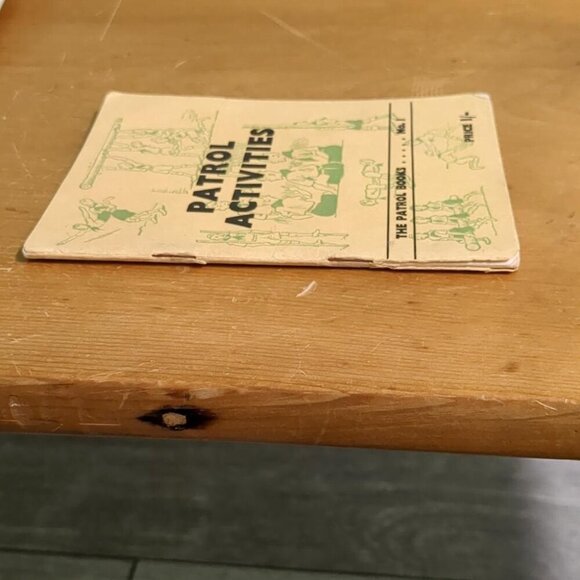 PATROL
ACTIVITIES
THE PATROL BOOKS ..... No. 1
PRICE 1/-